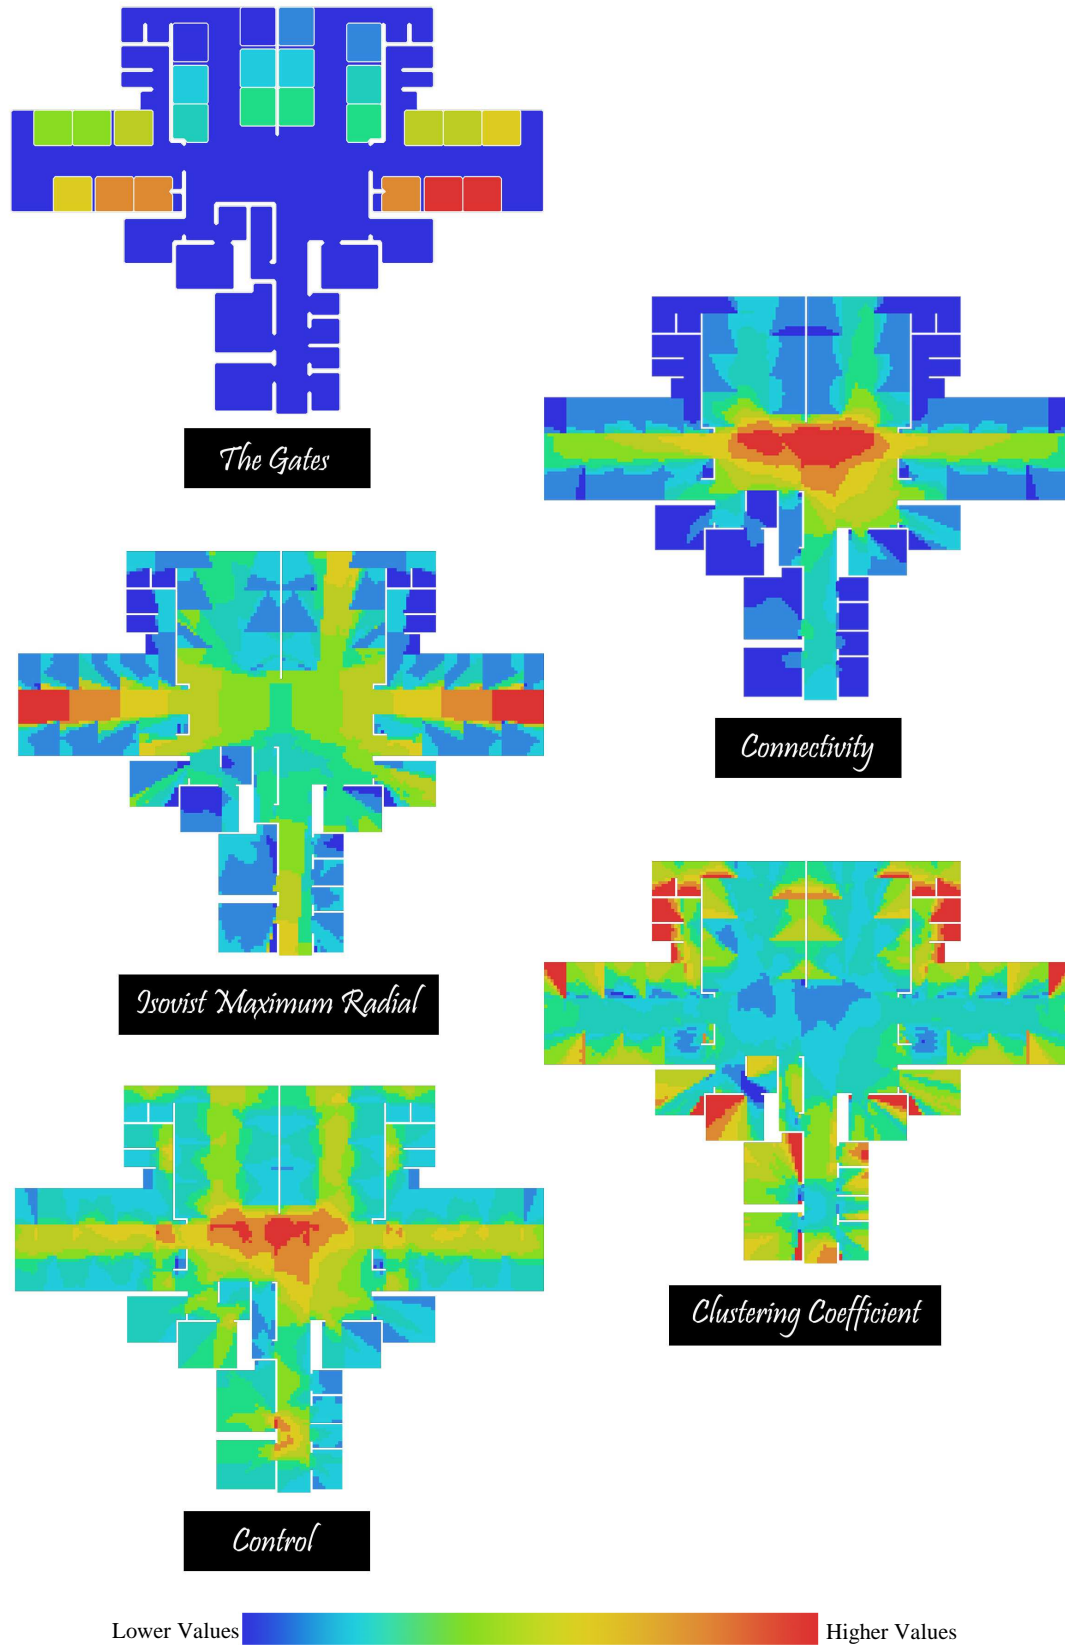 The Gates
Connectivity
Isovist Maximum Radial
Clustering Coefficient
Control
Lower Values
Higher Values